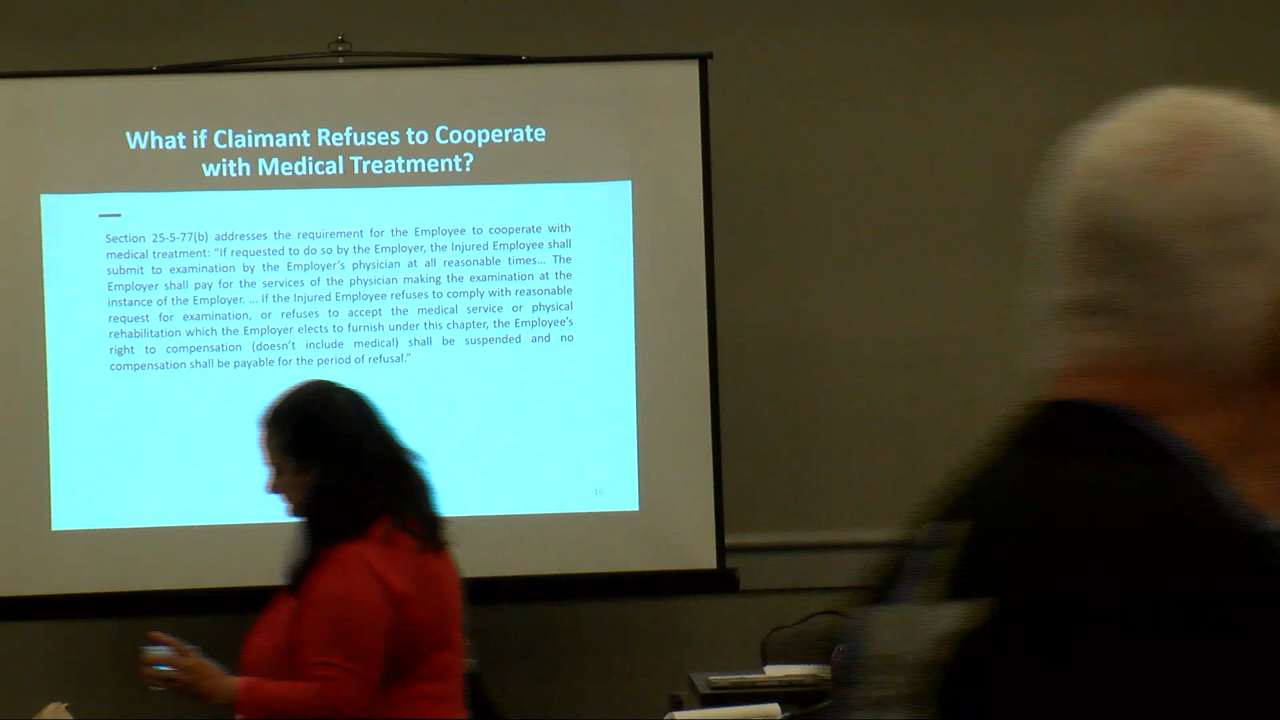 What if Claimant Refuses to Cooperate
with Medical Treatment?
Section 25-5-77(b) addresses the requirement for the Employee to cooperate with
medical treatment: “If requested to do so by the Employer, the Injured Employee shall
submit to examination by the Employer’s physician at all reasonable times... The
Employer shall pay for the services of the physician making the examination at the
instance of the Employer. ... If the Injured Employee refuses to comply with reasonable
request for examination, or refuses to accept the medical service or physical
rehabilitation which the Employer elects to furnish under this chapter, the Employee’s
right to compensation (doesn’t include medical) shall be suspended and no
compensation shall be payable for the period of refusal.”